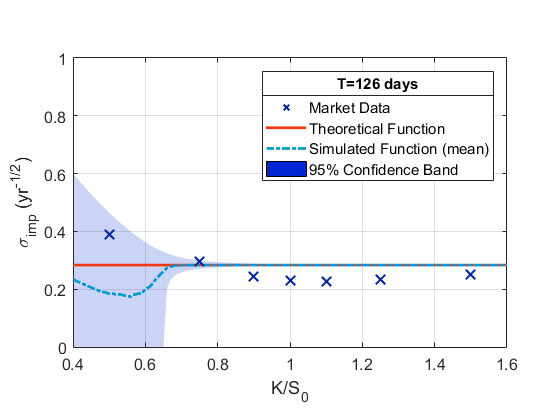 1
0.8
0.6
0.4
0.2
0
0.4 0.6 0.8 1 1.2 1.4 1.6
σ_imp (yr^-1/2)
K/S_0
T=126 days
Market Data
Theoretical Function
Simulated Function (mean)
95% Confidence Band